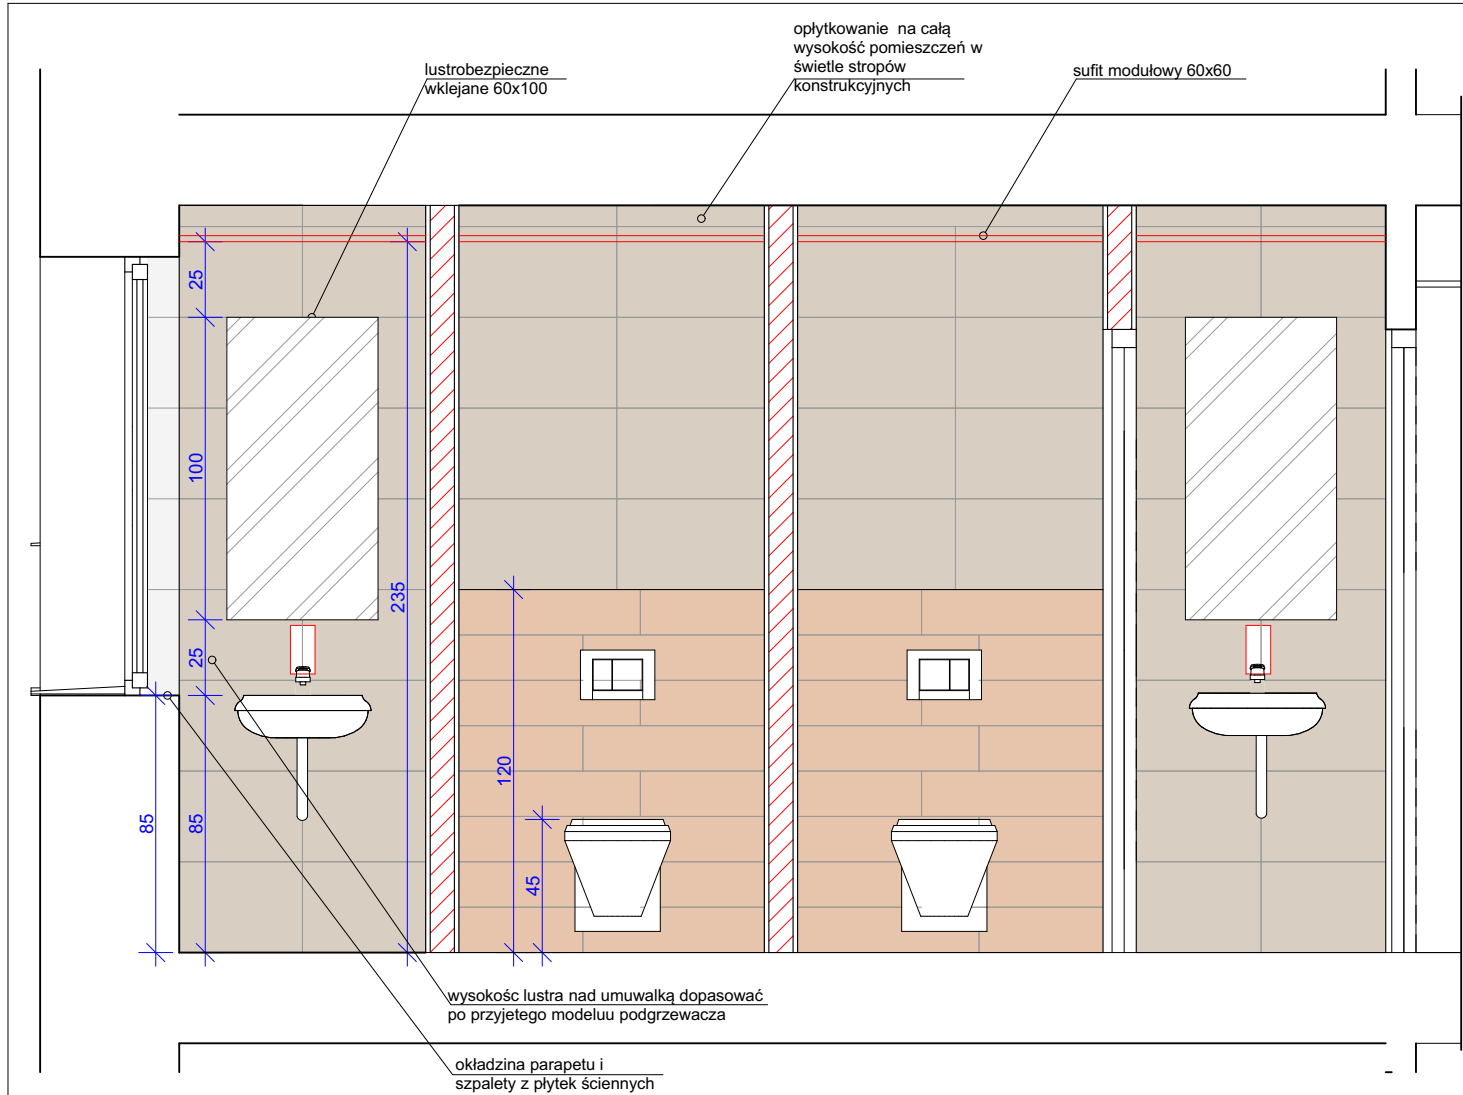 opłytkowanie  na całą
wysokość pomieszczeń w
świetle stropów
konstrukcyjnych
lustrobezpieczne
wklejane 60x100
sufit modułowy 60x60
25
100
235
25
120
85
85
45
wysokośc lustra nad umuwalką dopasować
po przyjetego modeluu podgrzewacza
okładzina parapetu i
szpalety z płytek ściennych